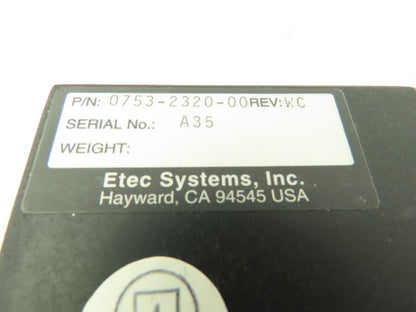 P/N: 0753-2320-00REV:WC
SERIAL No.: A35
WEIGHT:
Etec Systems, Inc.
Hayward, CA 94545 USA